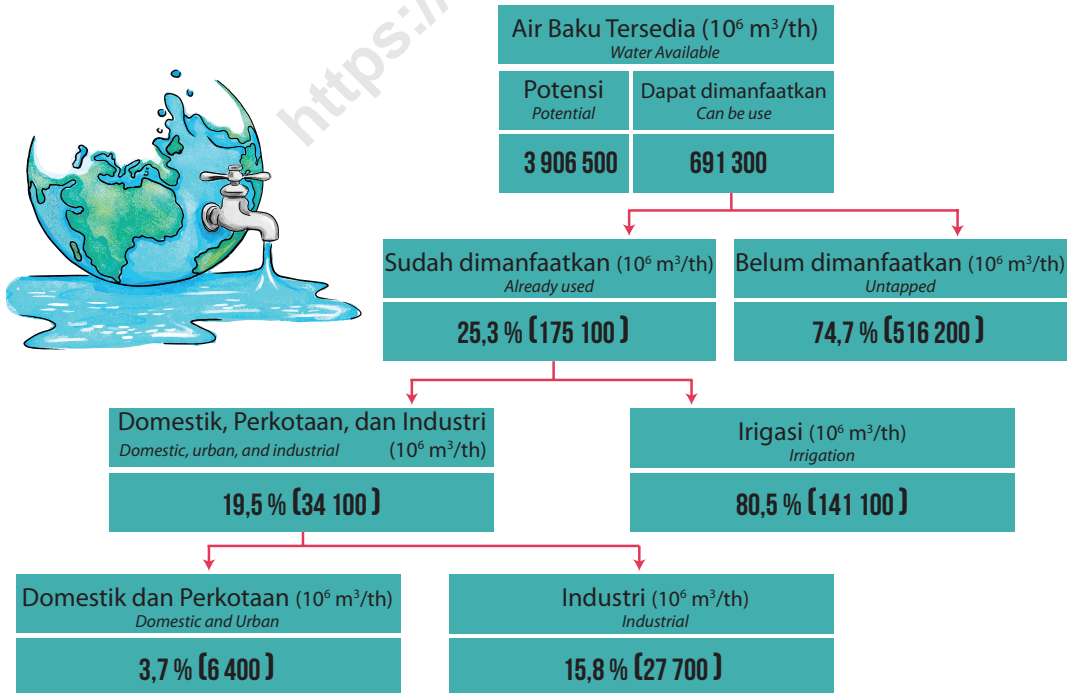 https:/
Air Baku Tersedia (10⁶ m³/th)
Water Available
Potensi
Potential
3 906 500
Dapat dimanfaatkan
Can be use
691 300
Sudah dimanfaatkan (10⁶ m³/th)
Already used
25,3 % (175 100 )
Belum dimanfaatkan (10⁶ m³/th)
Untapped
74,7 % (516 200 )
Domestik, Perkotaan, dan Industri
Domestic, urban, and industrial (10⁶ m³/th)
19,5 % (34 100 )
Irigasi (10⁶ m³/th)
Irrigation
80,5 % (141 100 )
Domestik dan Perkotaan (10⁶ m³/th)
Domestic and Urban
3,7 % (6 400 )
Industri (10⁶ m³/th)
Industrial
15,8 % (27 700 )